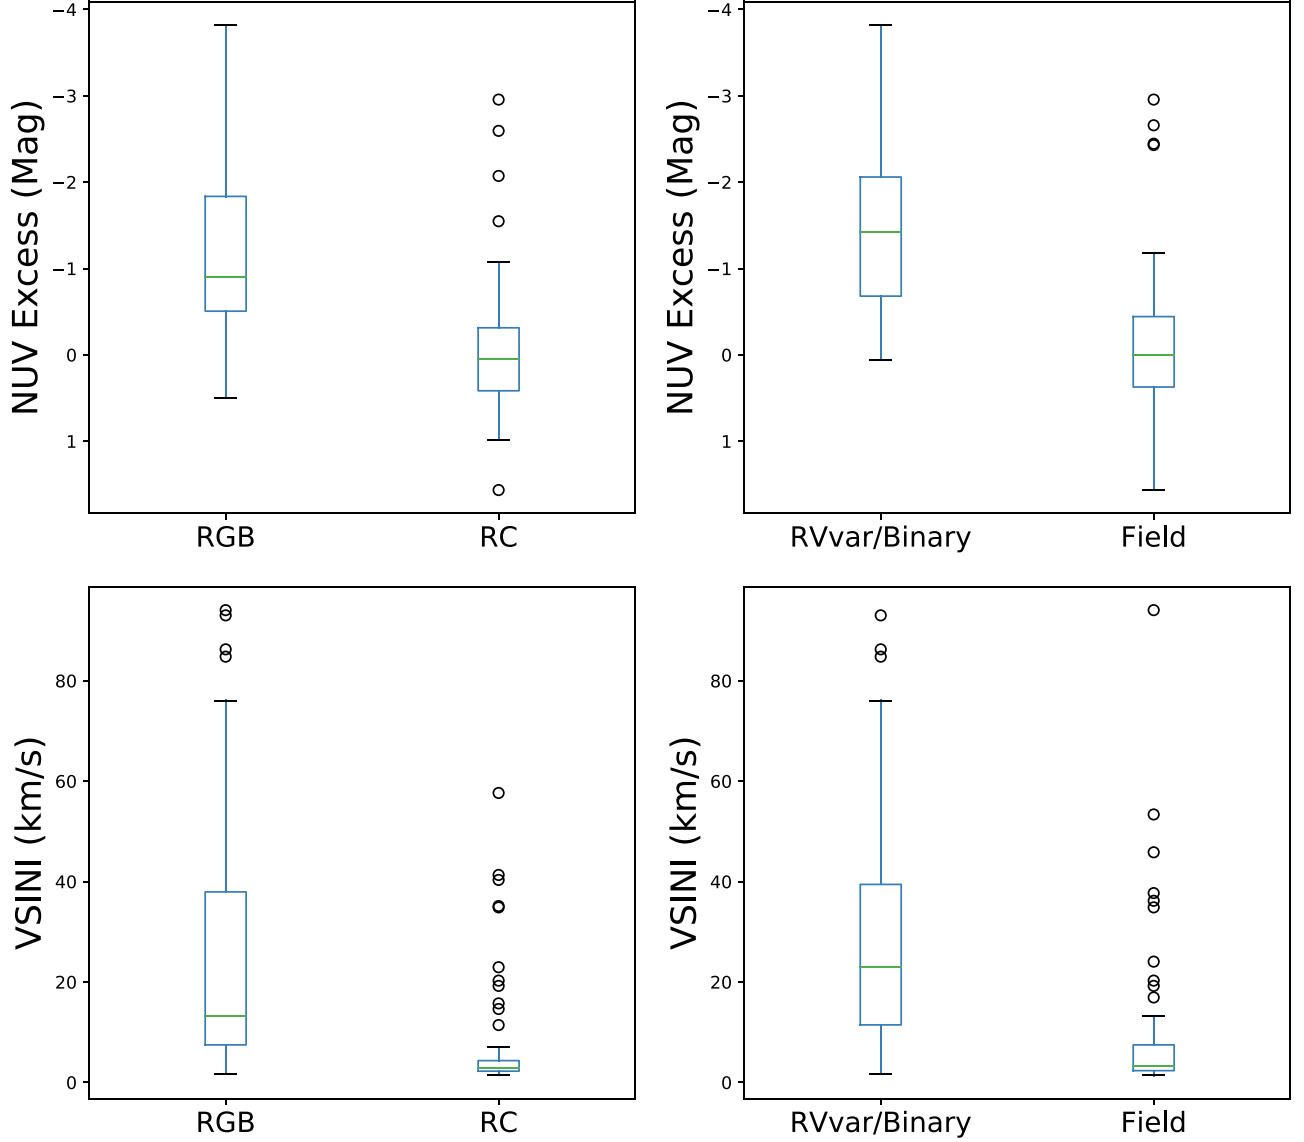 NUV Excess (Mag)
−4
−3
−2
−1
0
1
RGB
RC
NUV Excess (Mag)
−4
−3
−2
−1
0
1
RVvar/Binary
Field
VSINI (km/s)
80
60
40
20
0
RGB
RC
VSINI (km/s)
80
60
40
20
0
RVvar/Binary
Field